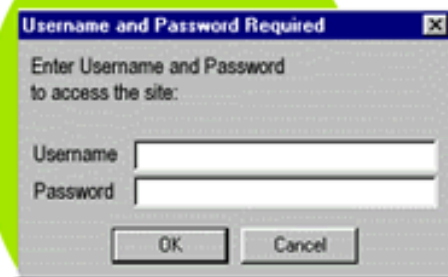 Username and Password Required
Enter Username and Password
to access the site:
Username
Password
OK Cancel